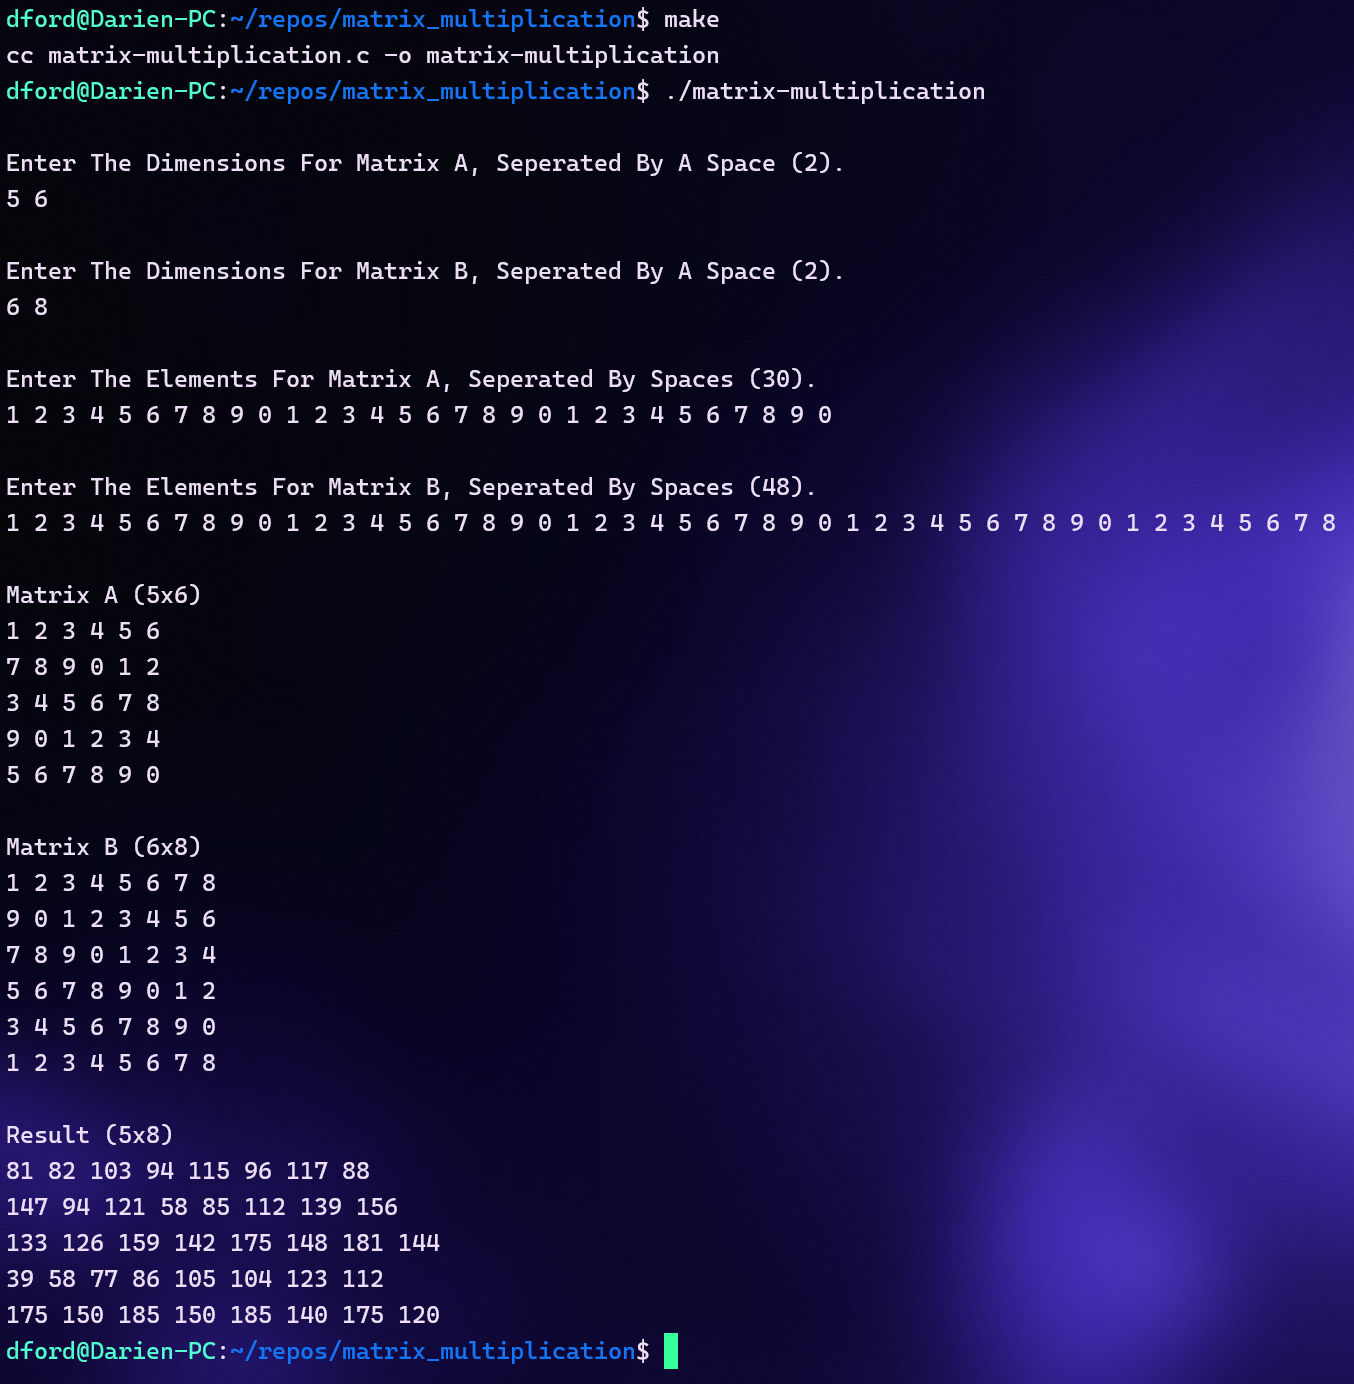 dford@Darien-PC:~/repos/matrix_multiplication$ make
cc matrix-multiplication.c -o matrix-multiplication
dford@Darien-PC:~/repos/matrix_multiplication$ ./matrix-multiplication
Enter The Dimensions For Matrix A, Seperated By A Space (2).
5 6
Enter The Dimensions For Matrix B, Seperated By A Space (2).
6 8
Enter The Elements For Matrix A, Seperated By Spaces (30).
1 2 3 4 5 6 7 8 9 0 1 2 3 4 5 6 7 8 9 0 1 2 3 4 5 6 7 8 9 0
Enter The Elements For Matrix B, Seperated By Spaces (48).
1 2 3 4 5 6 7 8 9 0 1 2 3 4 5 6 7 8 9 0 1 2 3 4 5 6 7 8 9 0 1 2 3 4 5 6 7 8 9 0 1 2 3 4 5 6 7 8
Matrix A (5x6)
1 2 3 4 5 6
7 8 9 0 1 2
3 4 5 6 7 8
9 0 1 2 3 4
5 6 7 8 9 0
Matrix B (6x8)
1 2 3 4 5 6 7 8
9 0 1 2 3 4 5 6
7 8 9 0 1 2 3 4
5 6 7 8 9 0 1 2
3 4 5 6 7 8 9 0
1 2 3 4 5 6 7 8
Result (5x8)
81 82 103 94 115 96 117 88
147 94 121 58 85 112 139 156
133 126 159 142 175 148 181 144
39 58 77 86 105 104 123 112
175 150 185 150 185 140 175 120
dford@Darien-PC:~/repos/matrix_multiplication$